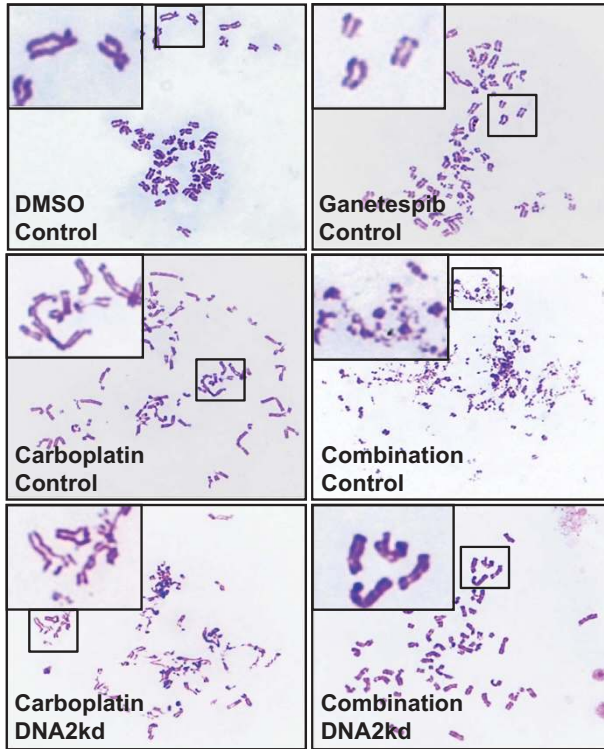 DMSO
Control
Ganetespib
Control
Carboplatin
Control
Combination
Control
Carboplatin
DNA2kd
Combination
DNA2kd